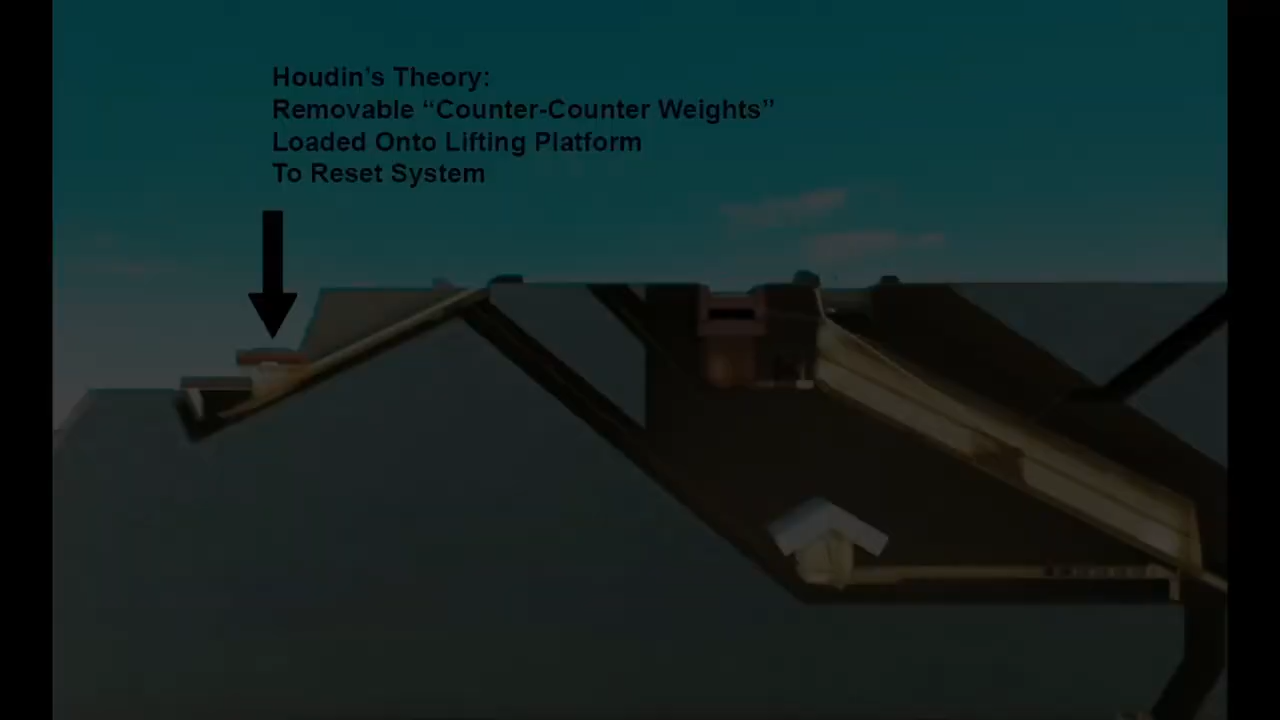 Houdin’s Theory:
Removable “Counter-Counter Weights”
Loaded Onto Lifting Platform
To Reset System